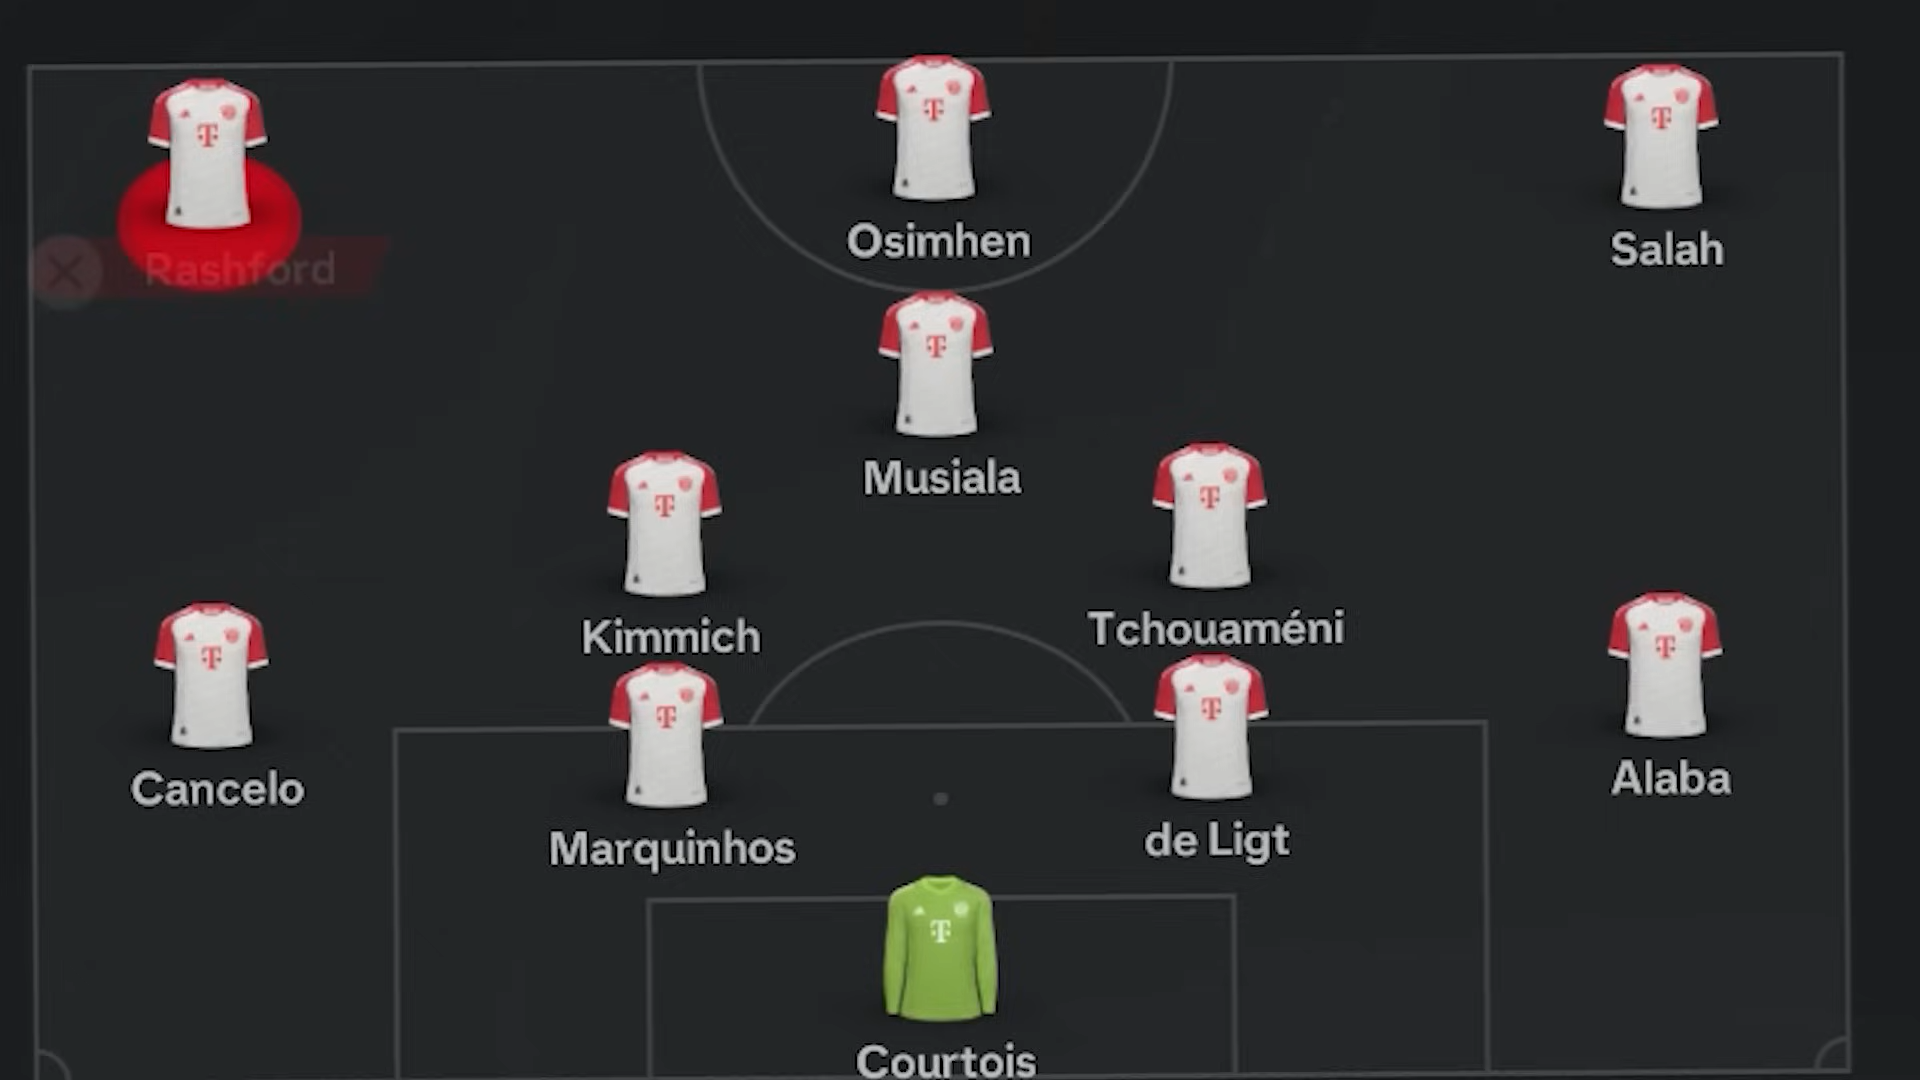 Rashford
Osimhen
Salah
Musiala
Kimmich
Tchouaméni
Cancelo
Alaba
Marquinhos
de Ligt
Courtois